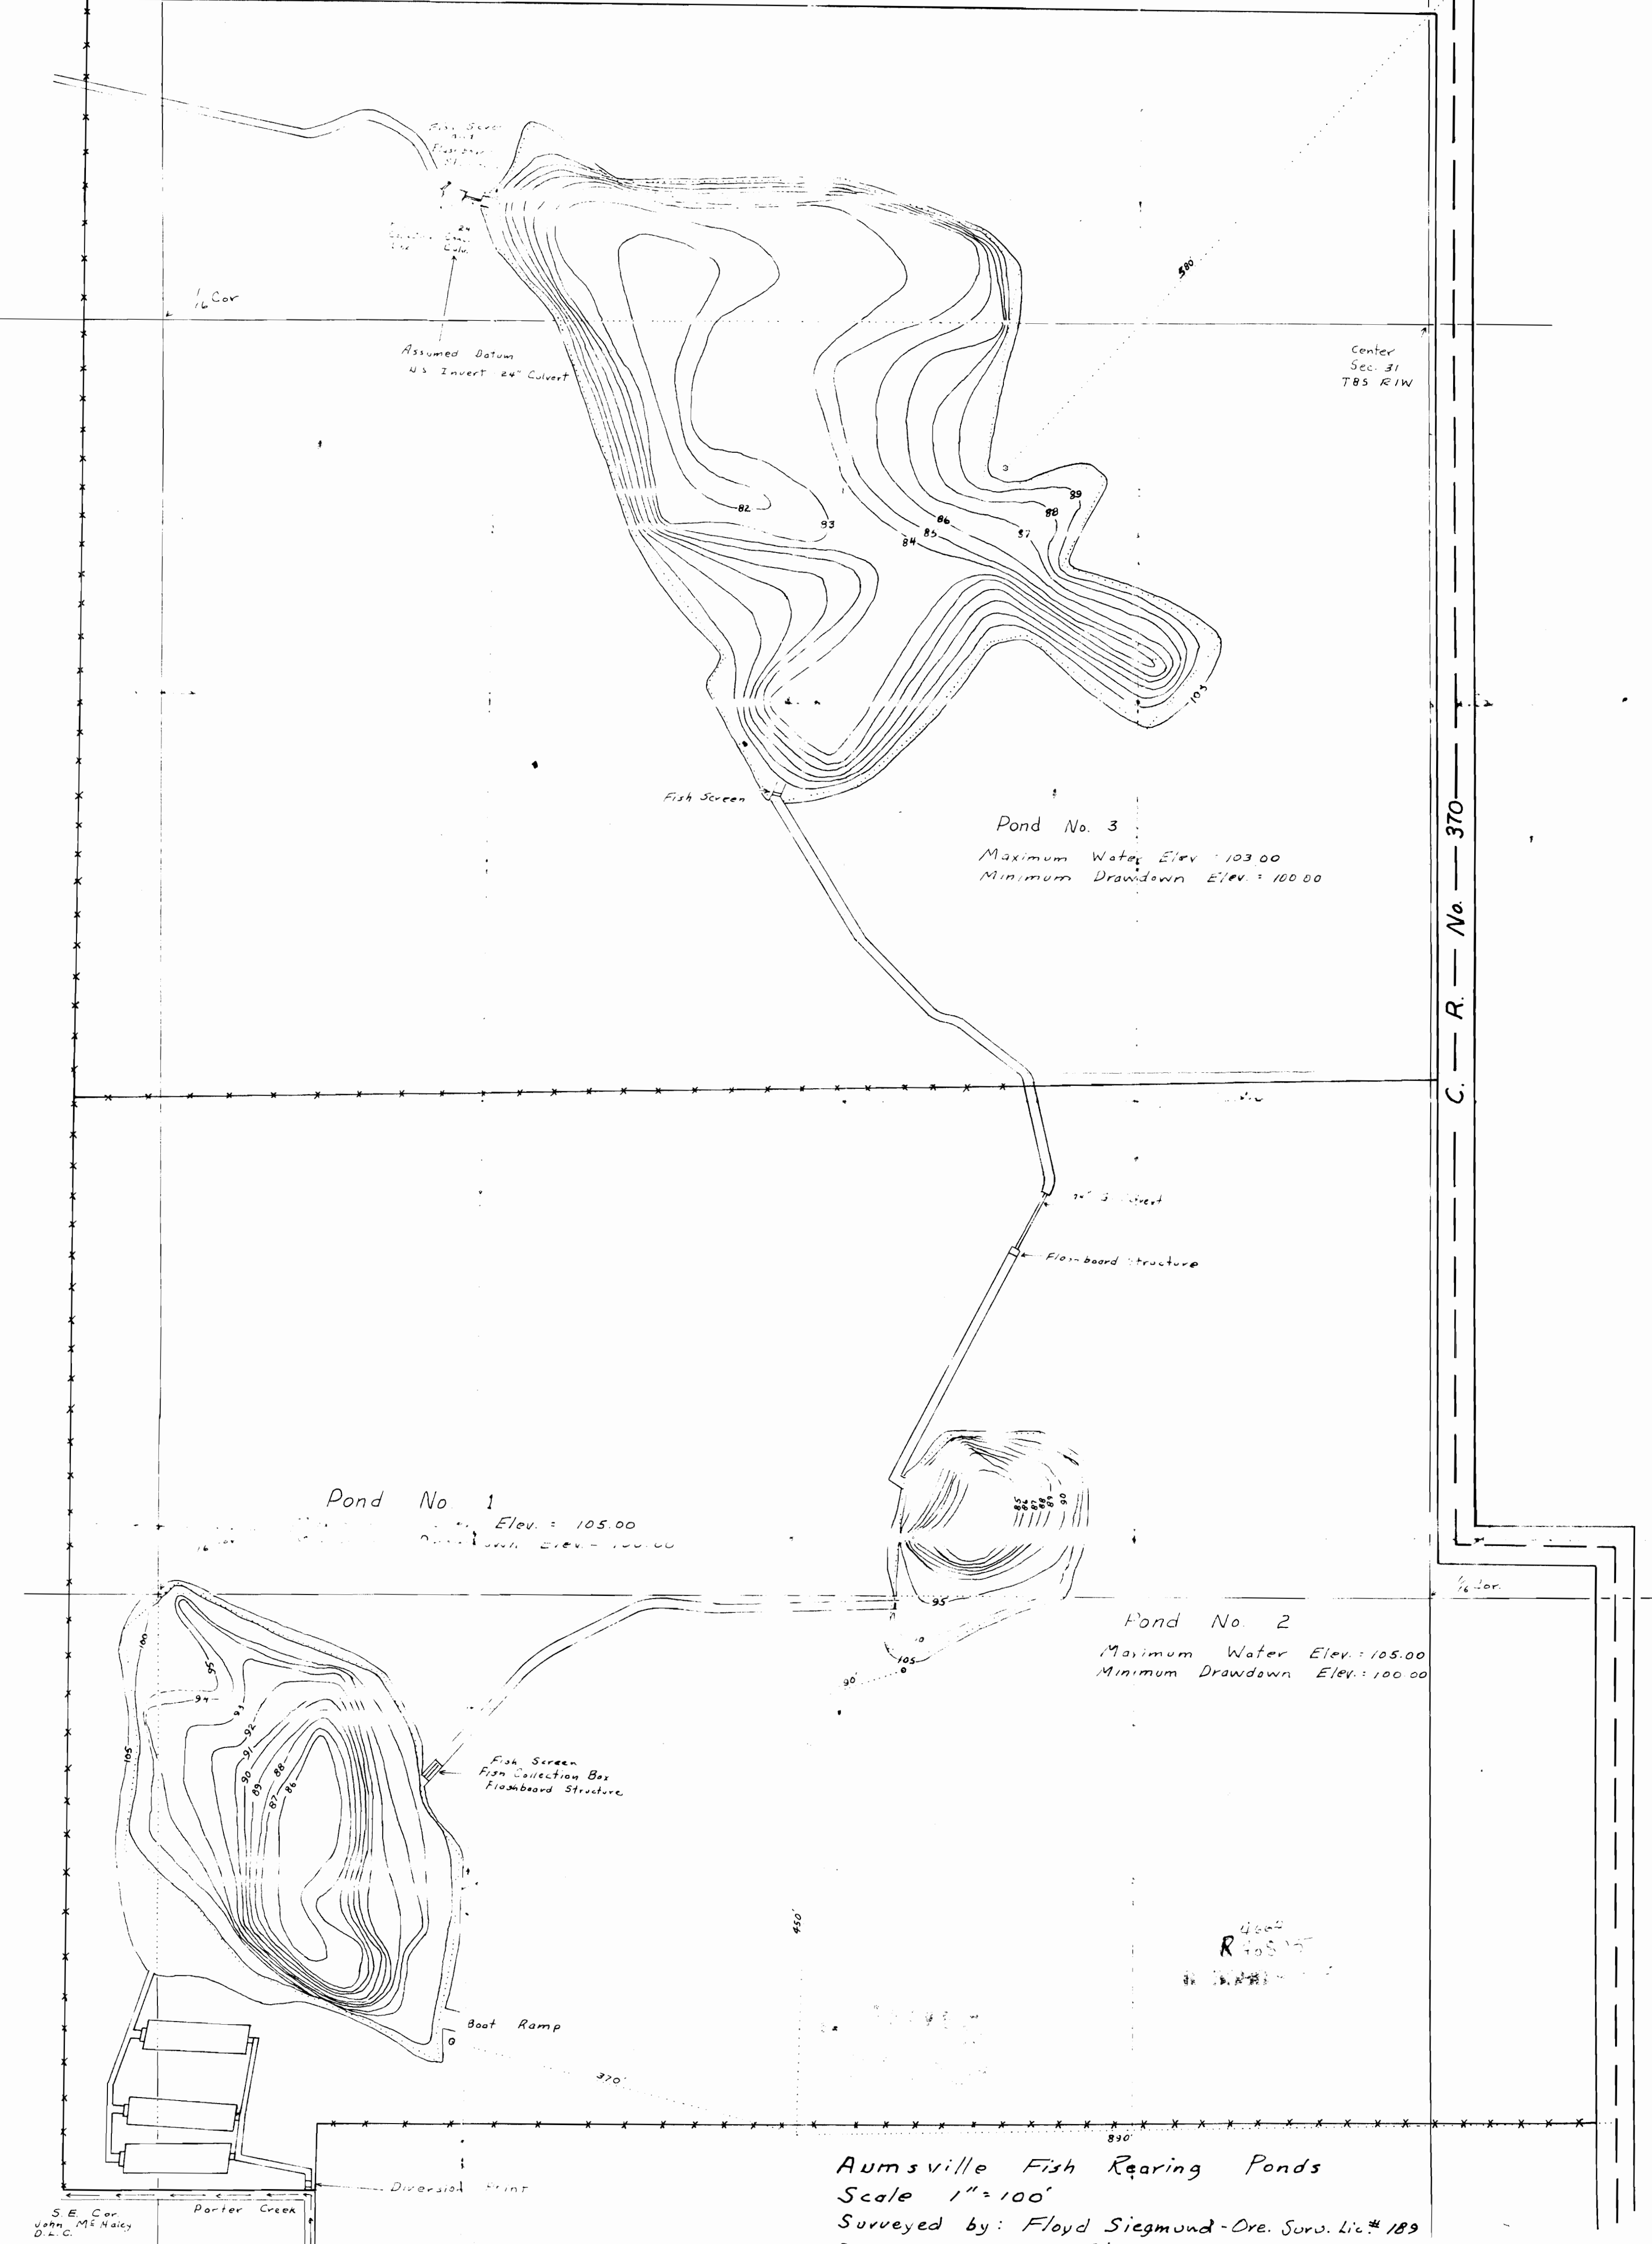 1/16 Cor
Assumed Datum
U.S. Invert 24" Culvert
580'
Center
Sec. 31
T8S R1W
82
93
84
85
86
87
88
89
103
3
Fish Screen
Pond No. 3
Maximum Water Elev 103.00
Minimum Drawdown Elev. = 100.00
C. R. No. 370
Structure
Pond No. 1
Elev. = 105.00
85
86
87
88
89
90
95
105
90'
Pond No. 2
Maximum Water Elev. = 105.00
Minimum Drawdown Elev. = 100.00
1/16 Cor.
100
95
94
93
92
91
90
89
88
87
86
105
Fish Screen
Fish Collection Box
Flashboard Structure
450'
R
Boat Ramp
G
370'
890'
Diversion
Porter Creek
S.E. Cor.
John McHaley
D.L.C.
Aumsville Fish Rearing Ponds
Scale 1"=100'
Surveyed by: Floyd Siegmund - Ore. Surv. Lic.# 189